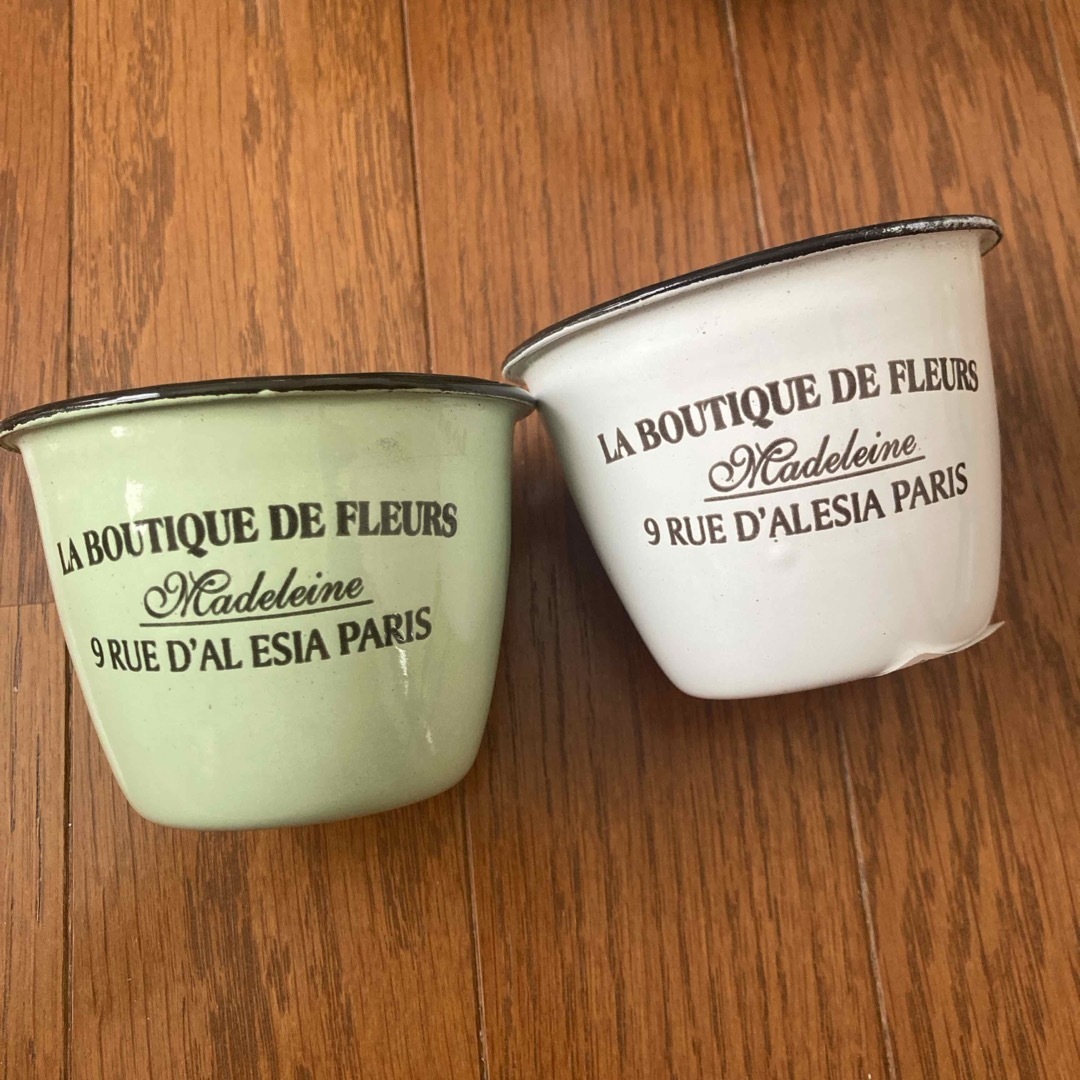 LA BOUTIQUE DE FLEURS
Madeleine
9 RUE D'AL ESIA PARIS
LA BOUTIQUE DE FLEURS
Madeleine
9 RUE D'ALESIA PARIS